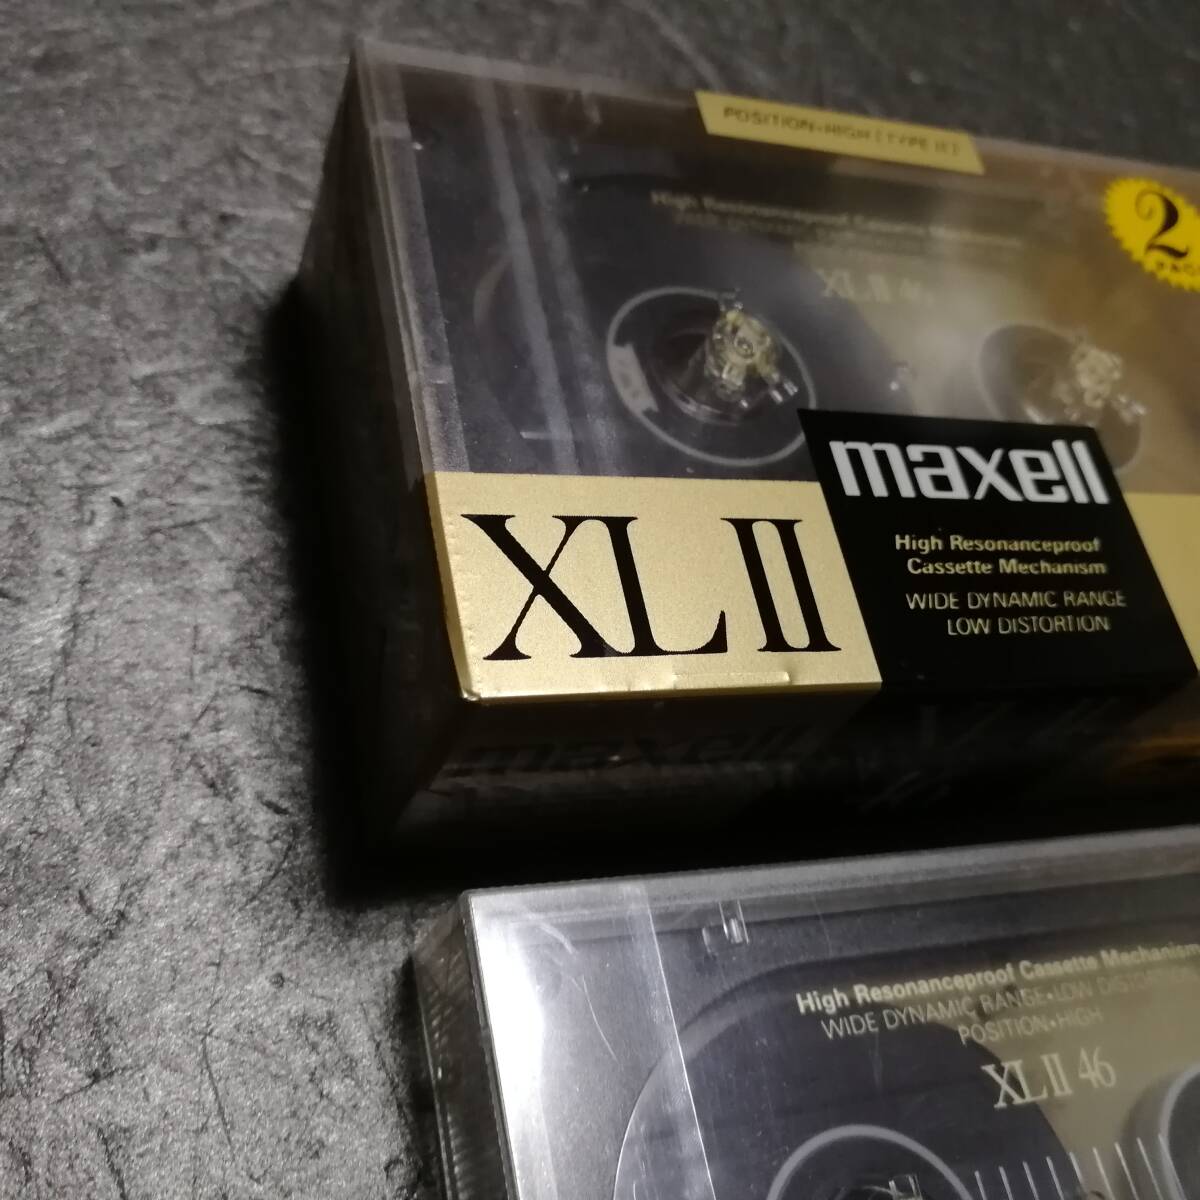 POSITION•HIGH [TYPE II]
2
High Resonanceproof Cassette Mechanism
XL II 46
maxell
XL II
High Resonanceproof
Cassette Mechanism
WIDE DYNAMIC RANGE
LOW DISTORTION
maxell
High Resonanceproof Cassette Mechanism
WIDE DYNAMIC RANGE•LOW
POSITION•HIGH
XL II 46